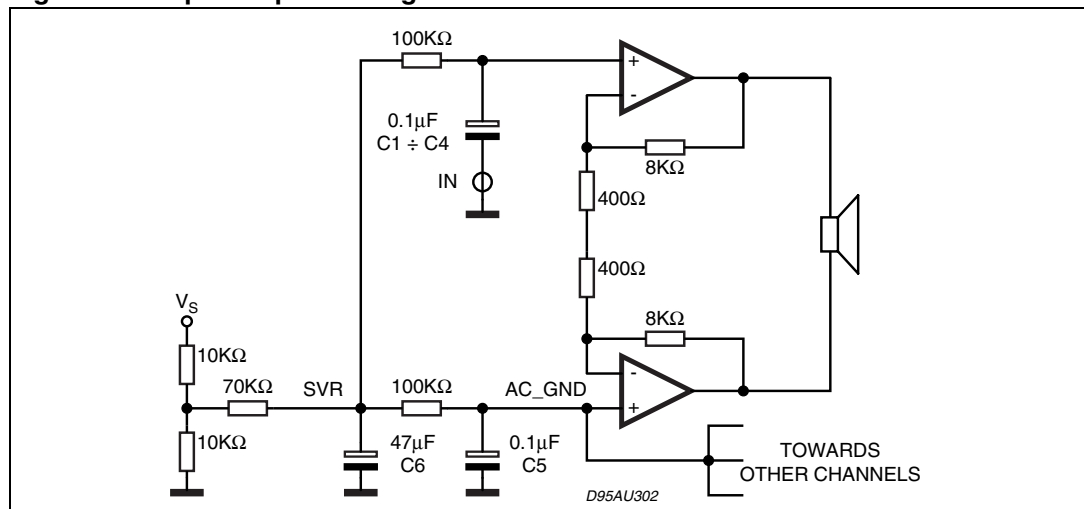 100KΩ
+
-
0.1μF
C1 ÷ C4
IN
8KΩ
400Ω
400Ω
8KΩ
VS
10KΩ
70KΩ
SVR
100KΩ
AC_GND
-
+
10KΩ
47μF
C6
0.1μF
C5
TOWARDS
OTHER CHANNELS
D95AU302